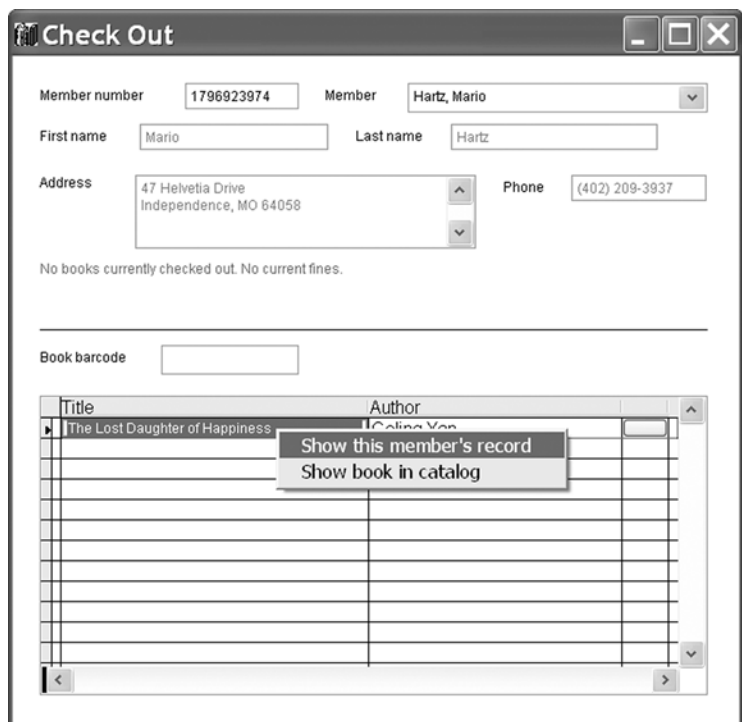 Check Out
Member number 1796923974 Member Hartz, Mario
First name Mario Last name Hartz
Address 47 Helvetia Drive Phone (402) 209-3937
Independence, MO 64058
No books currently checked out. No current fines.
Book barcode
Title Author
The Lost Daughter of Happiness
Show this member's record
Show book in catalog